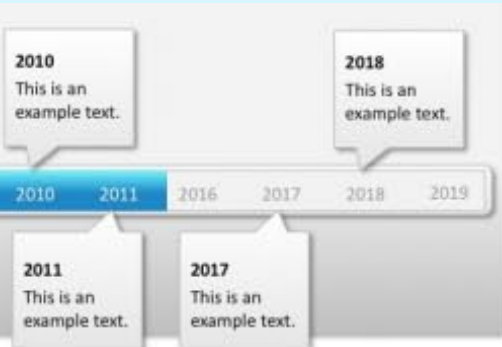 2010
This is an
example text.
2018
This is an
example text.
2010 2011 2016 2017 2018 2019
2011
This is an
example text.
2017
This is an
example text.